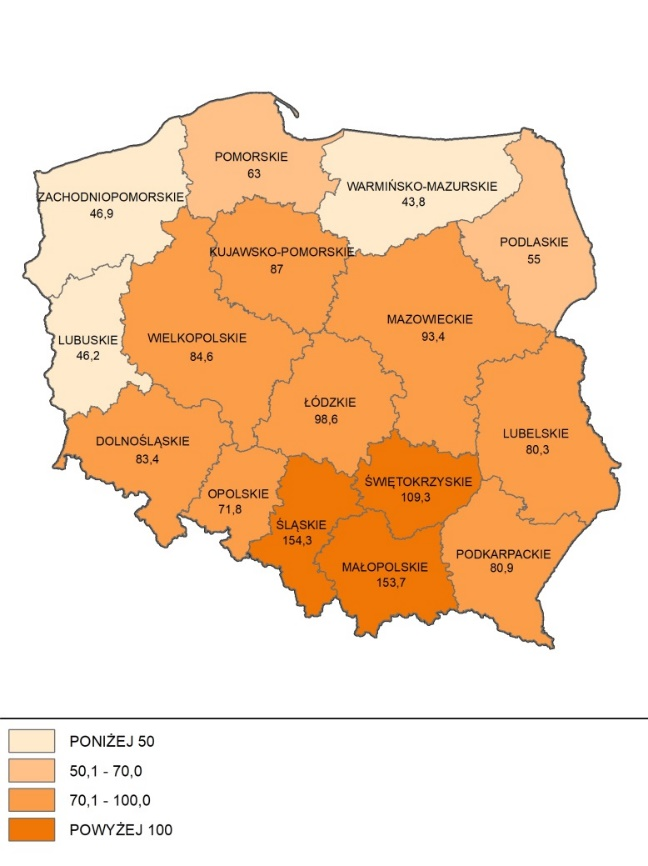 POMORSKIE
63
WARMIŃSKO-MAZURSKIE
43,8
ZACHODNIOPOMORSKIE
46,9
PODLASKIE
55
KUJAWSKO-POMORSKIE
87
MAZOWIECKIE
93,4
LUBUSKIE
46,2
WIELKOPOLSKIE
84,6
ŁÓDZKIE
98,6
LUBELSKIE
80,3
DOLNOŚLĄSKIE
83,4
OPOLSKIE
71,8
ŚWIĘTOKRZYSKIE
109,3
ŚLĄSKIE
154,3
MAŁOPOLSKIE
153,7
PODKARPACKIE
80,9
PONIŻEJ 50
50,1 - 70,0
70,1 - 100,0
POWYŻEJ 100